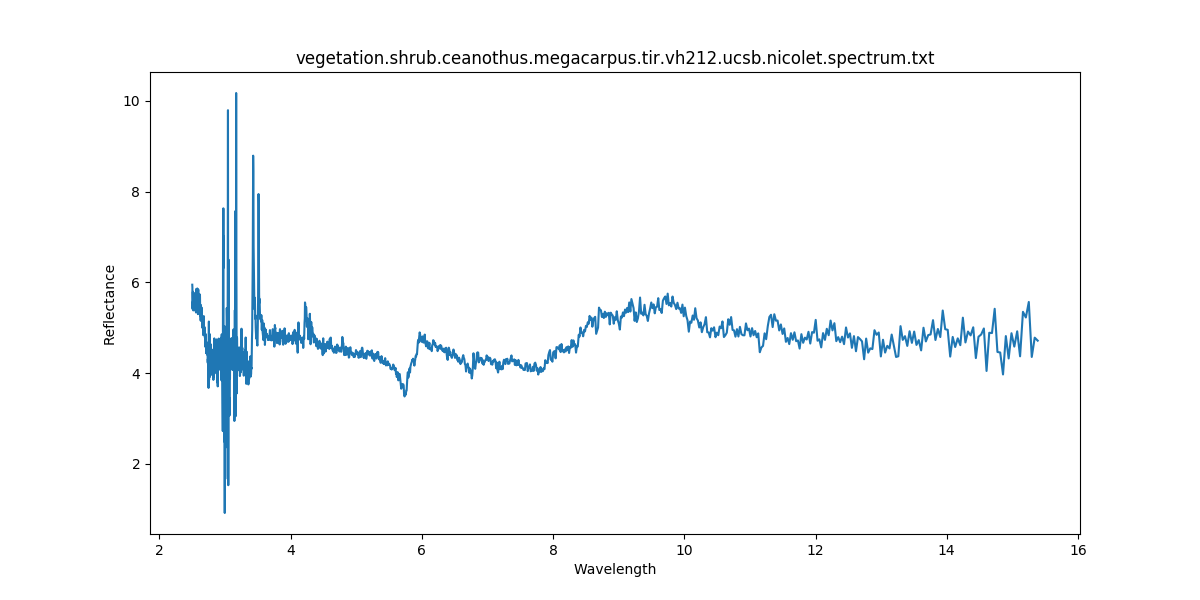 vegetation.shrub.ceanothus.megacarpus.tir.vh212.ucsb.nicolet.spectrum.txt
10
8
6
4
2
Reflectance
2 4 6 8 10 12 14 16
Wavelength